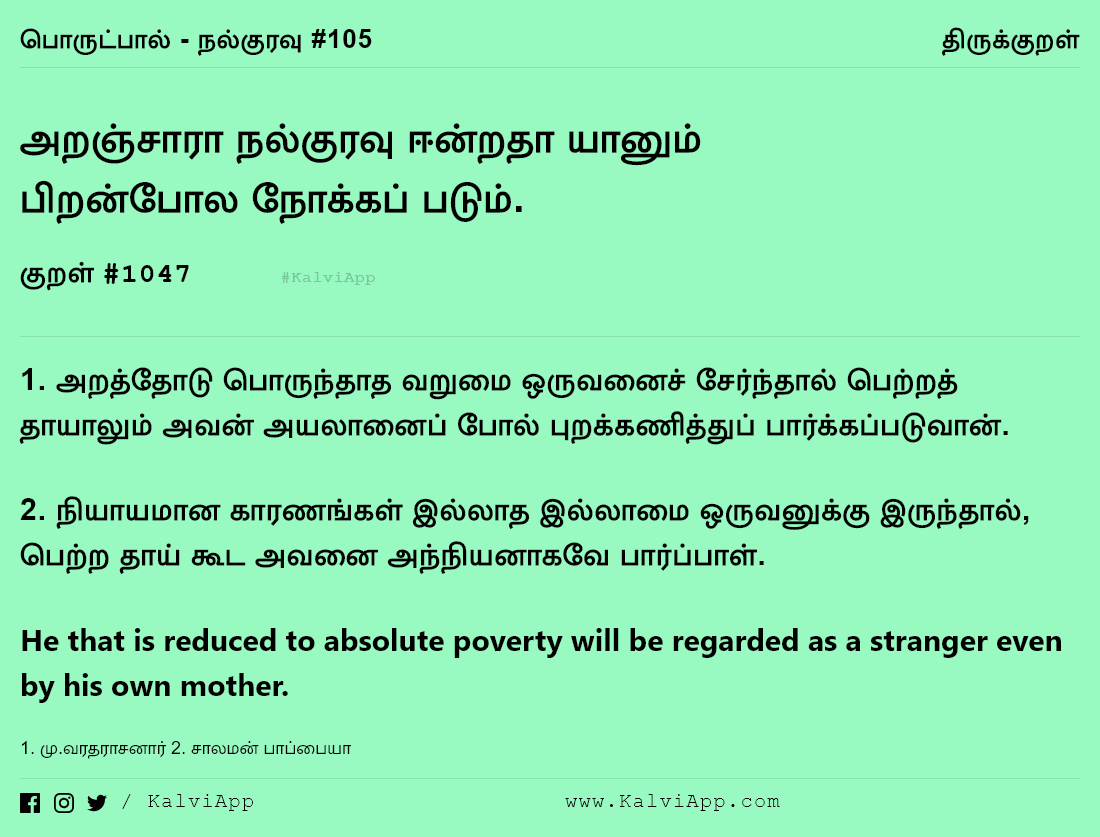 பொருட்பால் - நல்குரவு #105
திருக்குறள்
அறஞ்சாரா நல்குரவு ஈன்றதா யானும்
பிறன்போல நோக்கப் படும்.
குறள் #1047
#KalviApp
1. அறத்தோடு பொருந்தாத வறுமை ஒருவனைச் சேர்ந்தால் பெற்றத்
தாயாலும் அவன் அயலானைப் போல் புறக்கணித்துப் பார்க்கப்படுவான்.
2. நியாயமான காரணங்கள் இல்லாத இல்லாமை ஒருவனுக்கு இருந்தால்,
பெற்ற தாய் கூட அவனை அந்நியனாகவே பார்ப்பாள்.
He that is reduced to absolute poverty will be regarded as a stranger even
by his own mother.
1. மு.வரதராசனார் 2. சாலமன் பாப்பையா
/ KalviApp
www.KalviApp.com